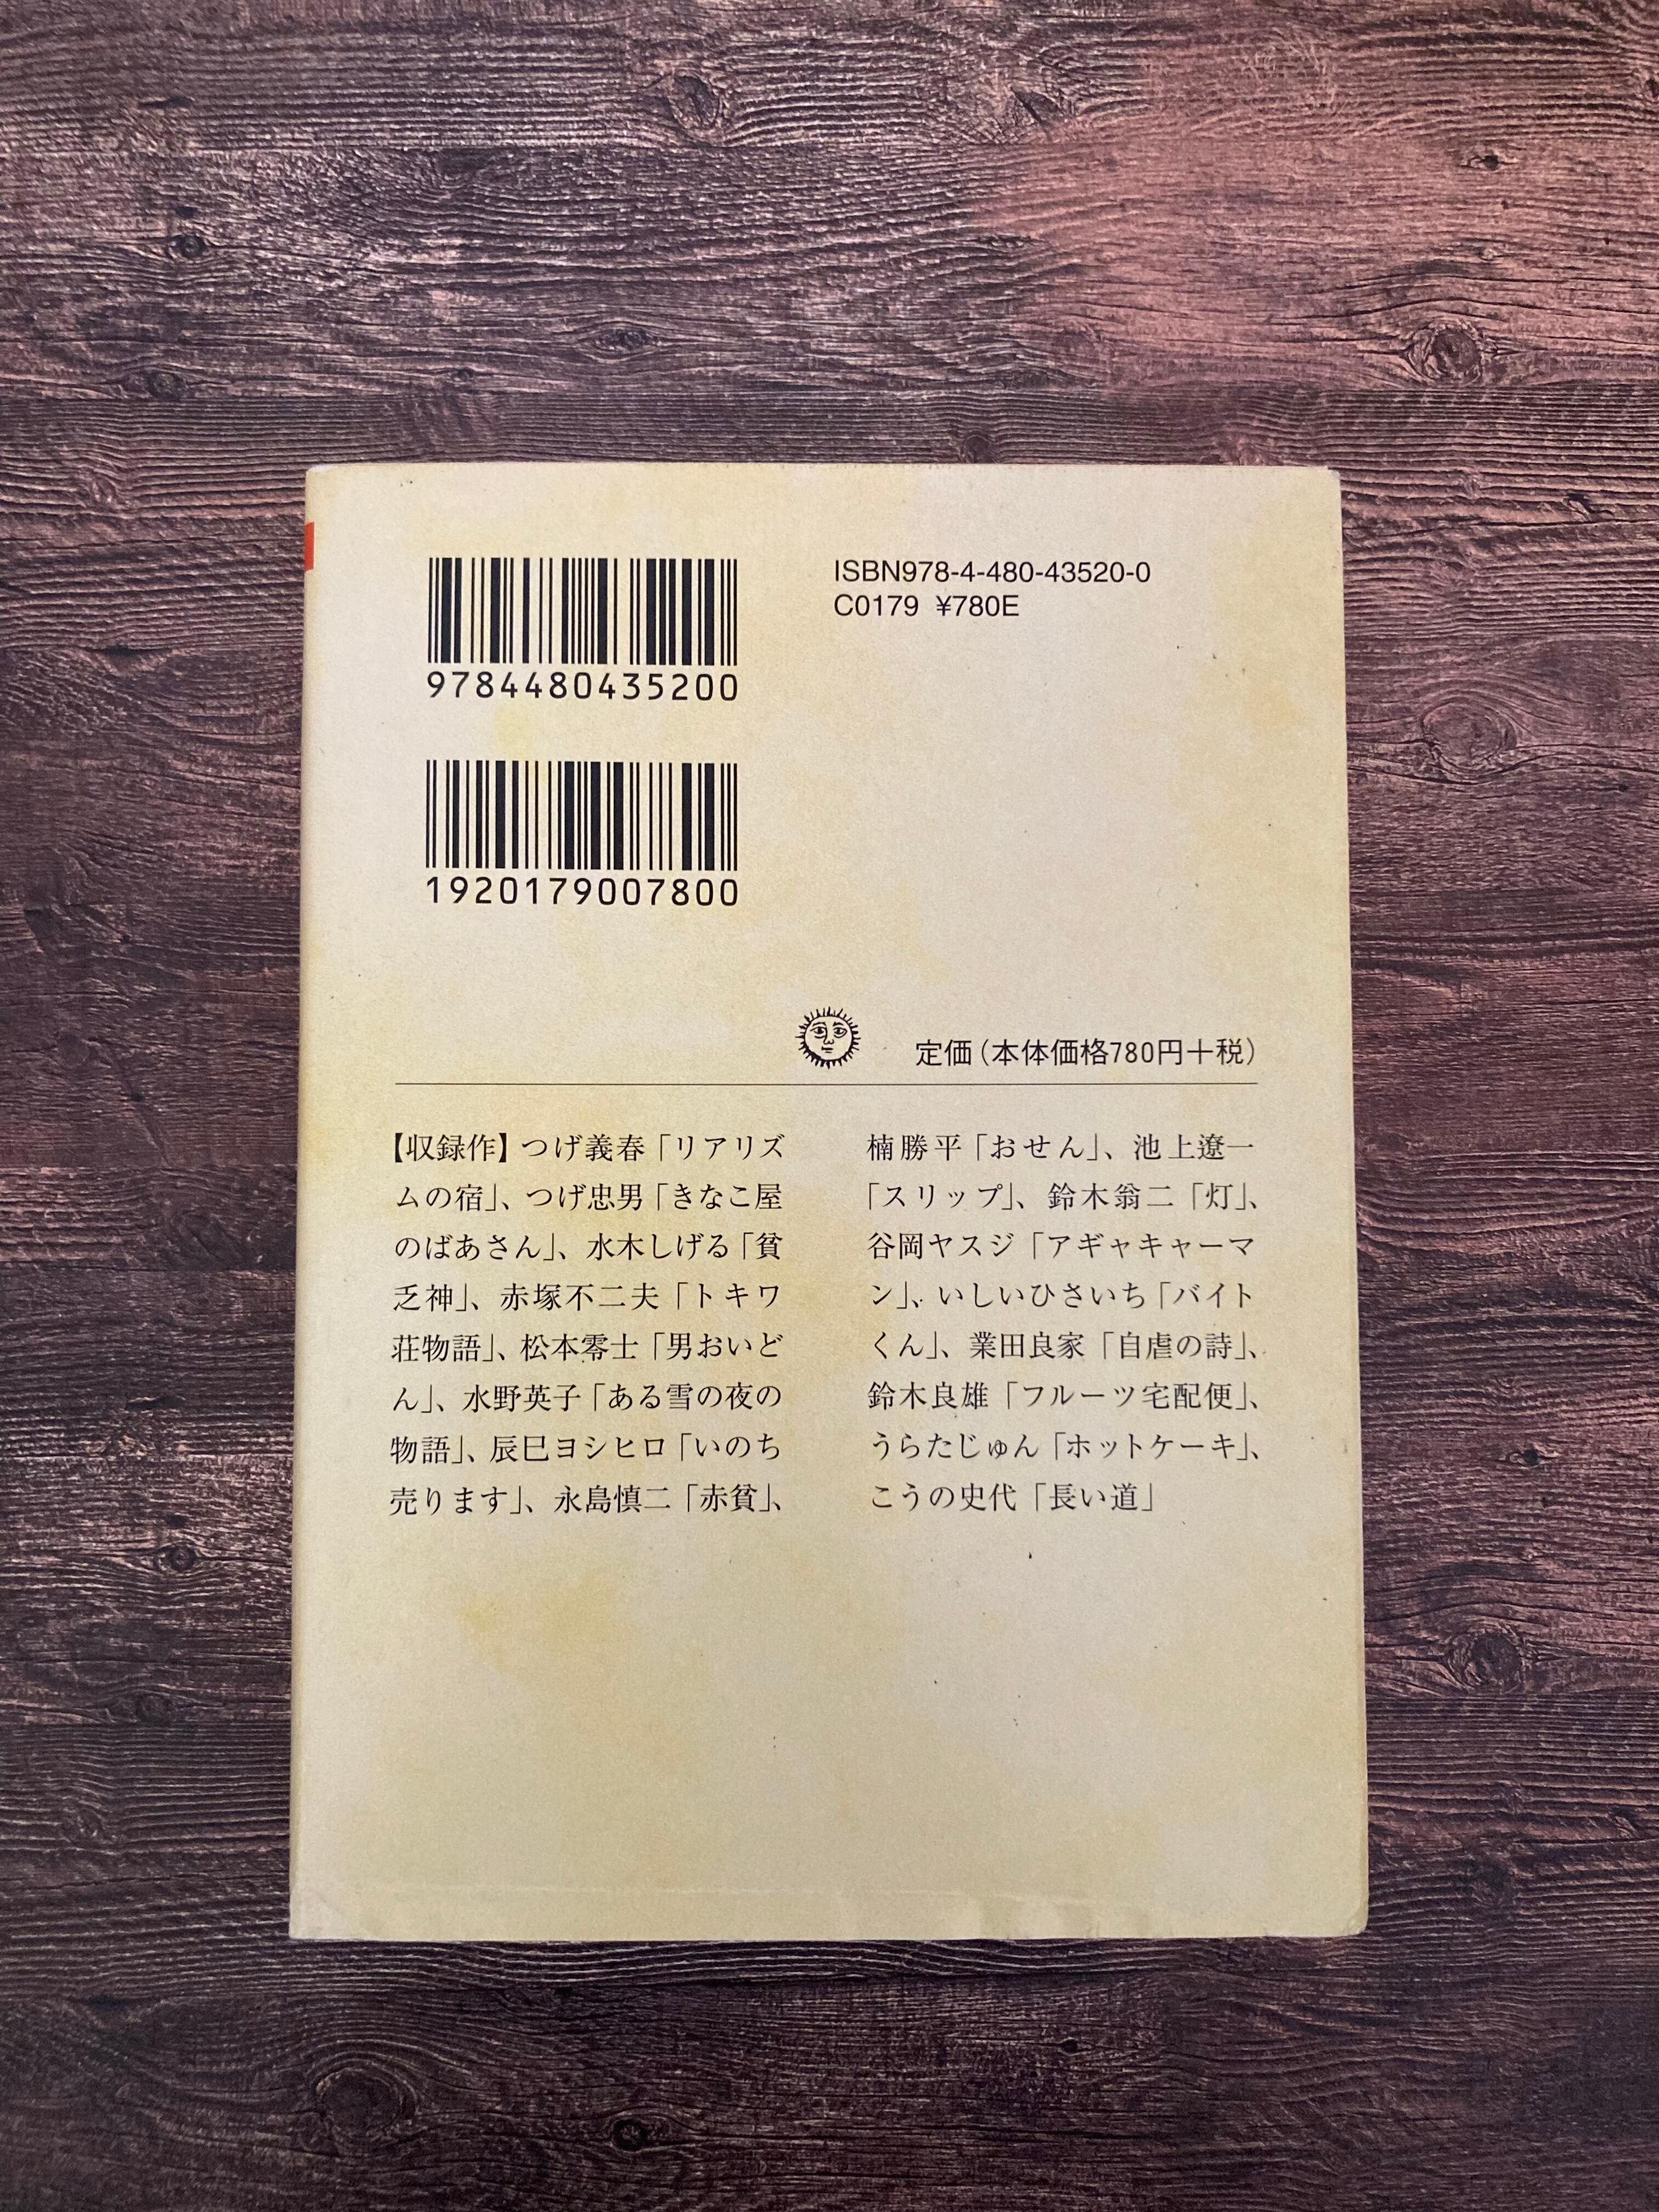 ISBN978-4-480-43520-0
C0179 ¥780E
9784480435200
1920179007800
定価(本体価格780円+税)
【収録作】つげ義春「リアリズ
ムの宿」、つげ忠男「きなこ屋
のばあさん」、水木しげる「貧
乏神」、赤塚不二夫「トキワ
荘物語」、松本零士「男おいど
ん」、水野英子「ある雪の夜の
物語」、辰巳ヨシヒロ「いのち
売ります」、永島慎二「赤貧」、
楠勝平「おせん」、池上遼一
「スリップ」、鈴木翁二「灯」、
谷岡ヤスジ「アギャキャーマ
ン」、いしいひさいち「バイト
くん」、業田良家「自虐の詩」、
鈴木良雄「フルーツ宅配便」、
うらたじゅん「ホットケーキ」、
こうの史代「長い道」